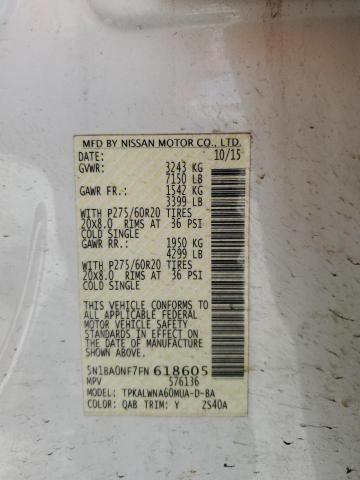 MFD BY NISSAN MOTOR CO., LTD.
DATE: 10/15
GVWR: 3243 KG
7150 LB
GAWR FR.: 1542 KG
3399 LB
WITH P275/60R20 TIRES
20x8.0 RIMS AT 36 PSI
COLD SINGLE
GAWR RR.: 1950 KG
4299 LB
WITH P275/60R20 TIRES
20x8.0 RIMS AT 36 PSI
COLD SINGLE
THIS VEHICLE CONFORMS TO
ALL APPLICABLE FEDERAL
MOTOR VEHICLE SAFETY
STANDARDS IN EFFECT ON
THE DATE OF MANUFACTURE
SHOWN ABOVE.
5N1BA0NF7FN 618605
MPV 576136
MODEL: TPKALWNA60MUA-D-BA
COLOR: QAB TRIM: Y ZS40A